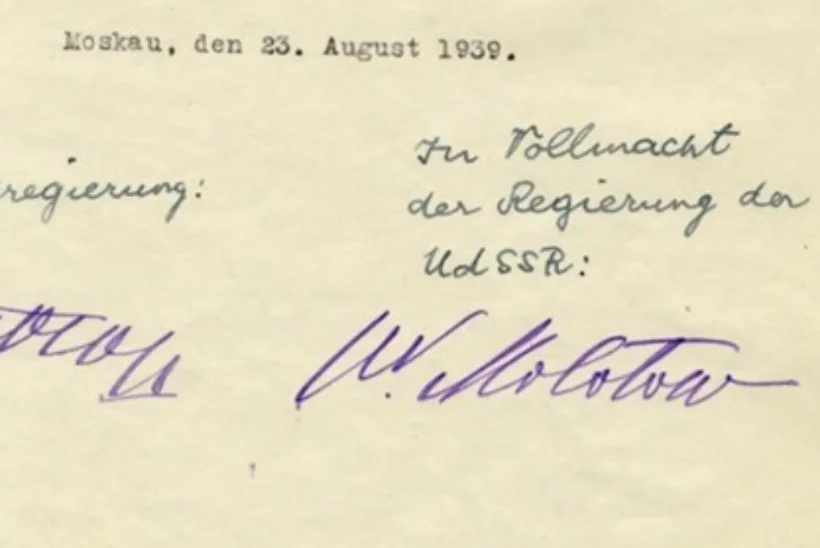 Moskau, den 23. August 1939.
In Vollmacht
regierung:
der Regierung der
UdSSR:
W. Molotow